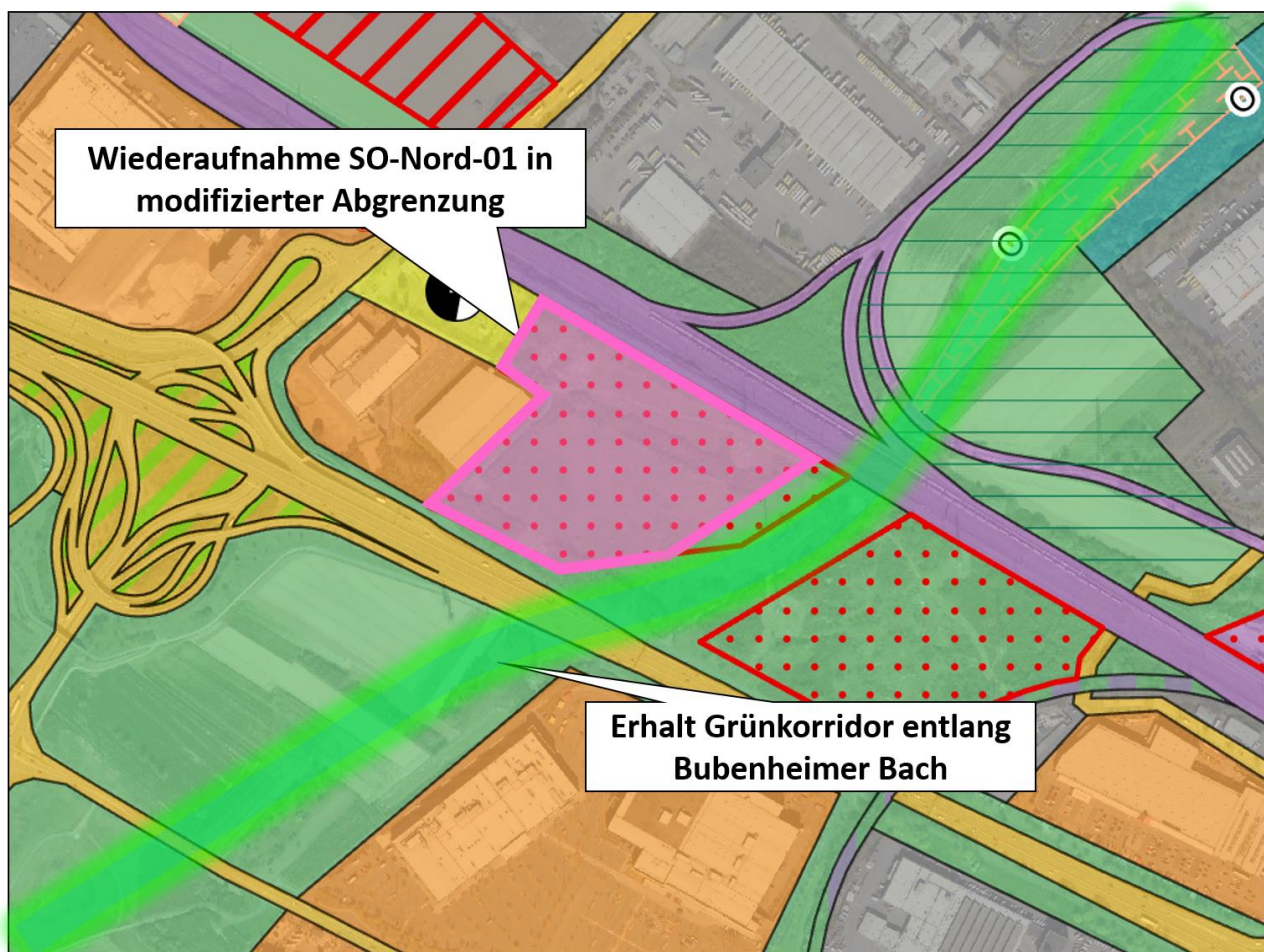 Wiederaufnahme SO-Nord-01 in
modifizierter Abgrenzung
Erhalt Grünkorridor entlang
Bubenheimer Bach